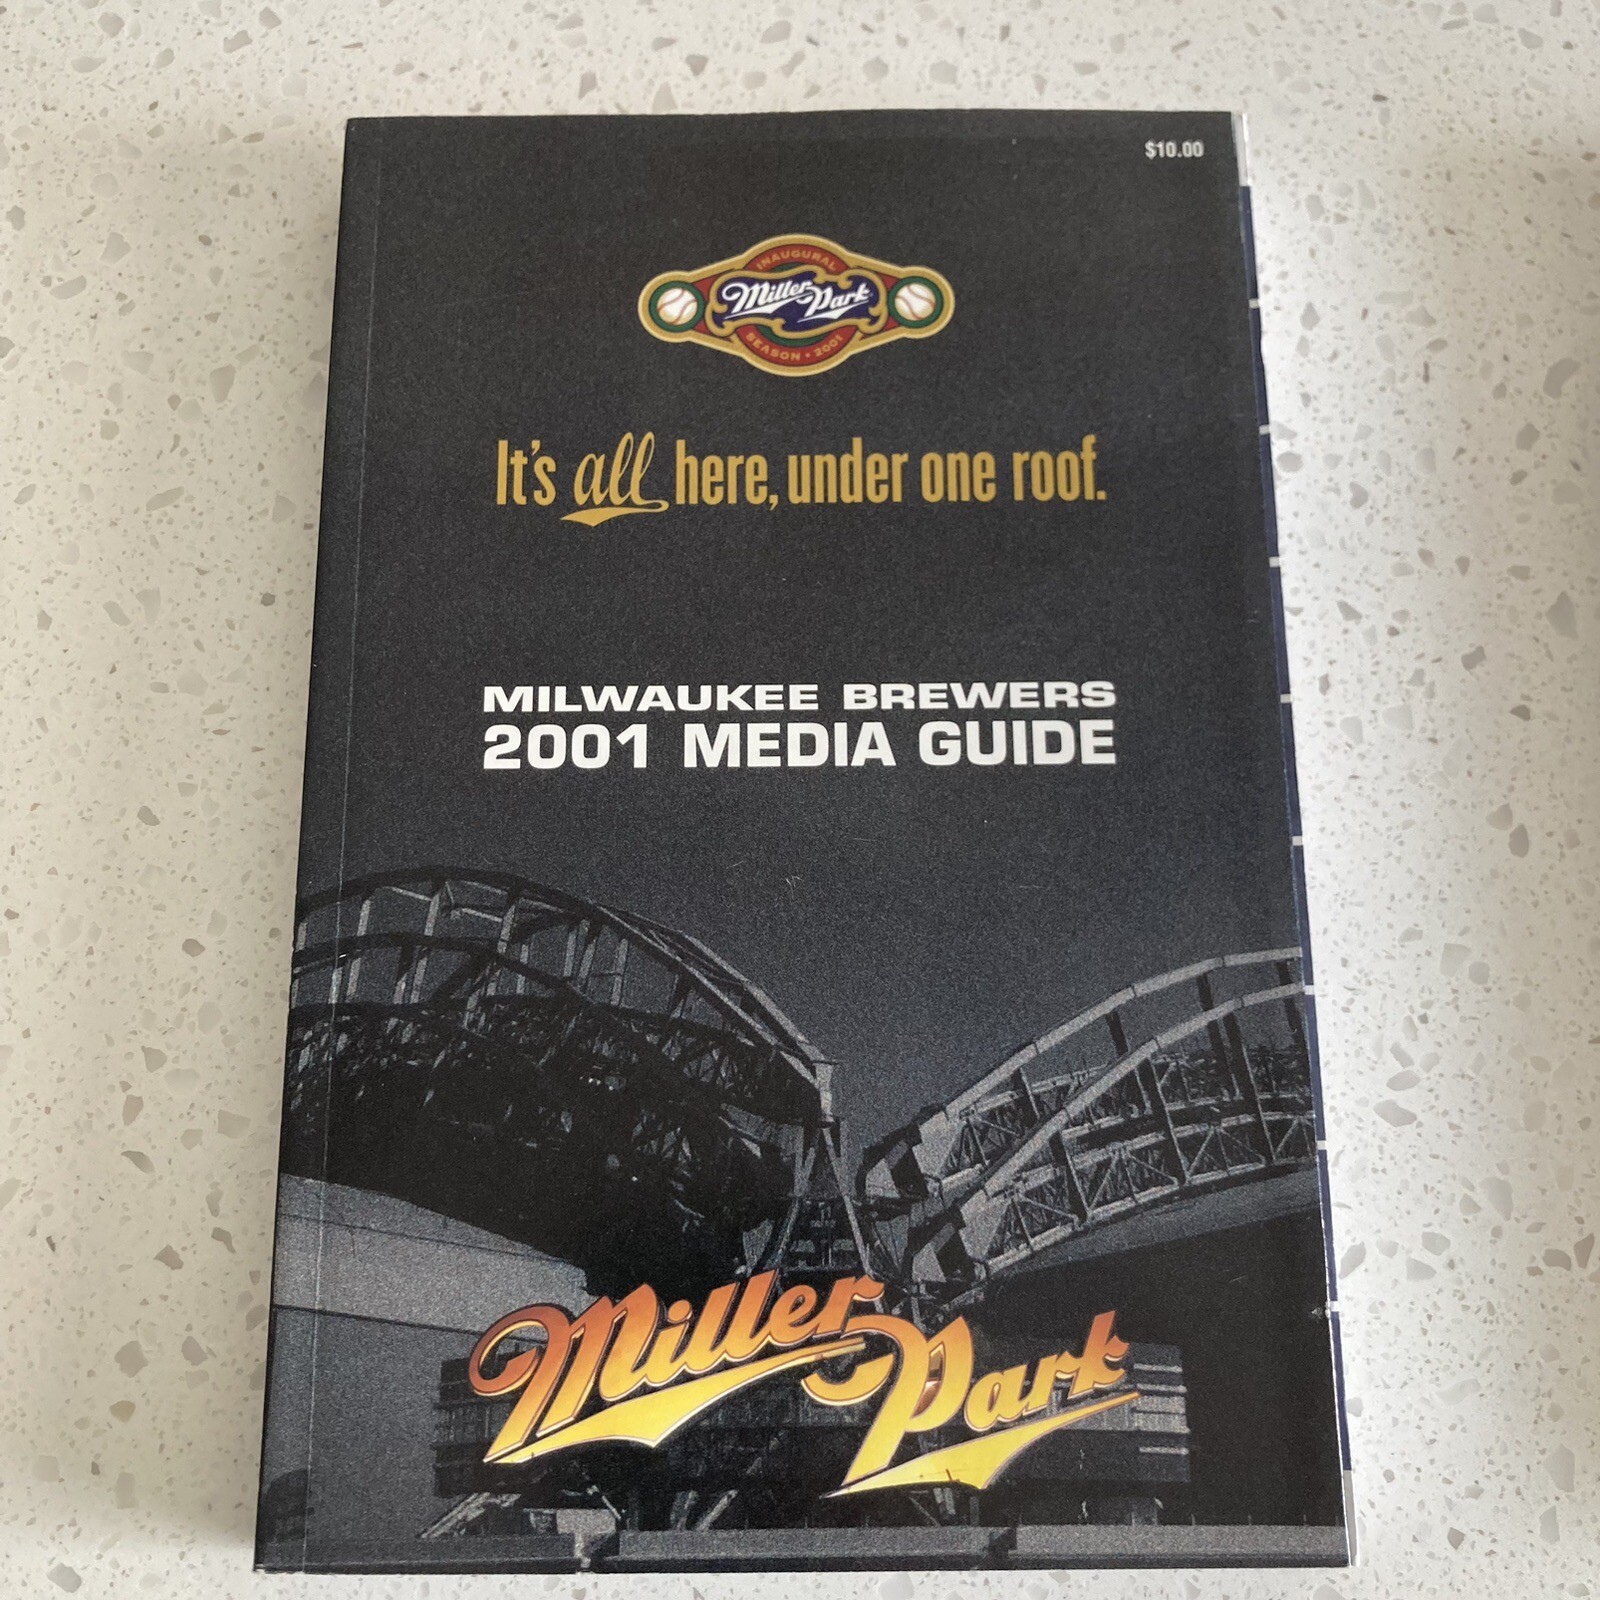 $10.00
INAUGURAL
Miller Park
SEASON • 2001
It's all here, under one roof.
MILWAUKEE BREWERS
2001 MEDIA GUIDE
Miller Park